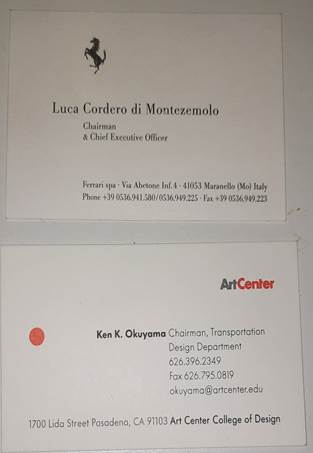 Luca Cordero di Montezemolo
Chairman
& Chief Executive Officer
Ferrari spa · Via Abetone Inf. 4 · 41053 Maranello (Mo) Italy
Phone +39 0536.941.580/0536.949.225 · Fax +39 0536.949.223
ArtCenter
Ken K. Okuyama Chairman, Transportation
Design Department
626.396.2349
Fax 626.795.0819
okuyama@artcenter.edu
1700 Lida Street Pasadena, CA 91103 Art Center College of Design